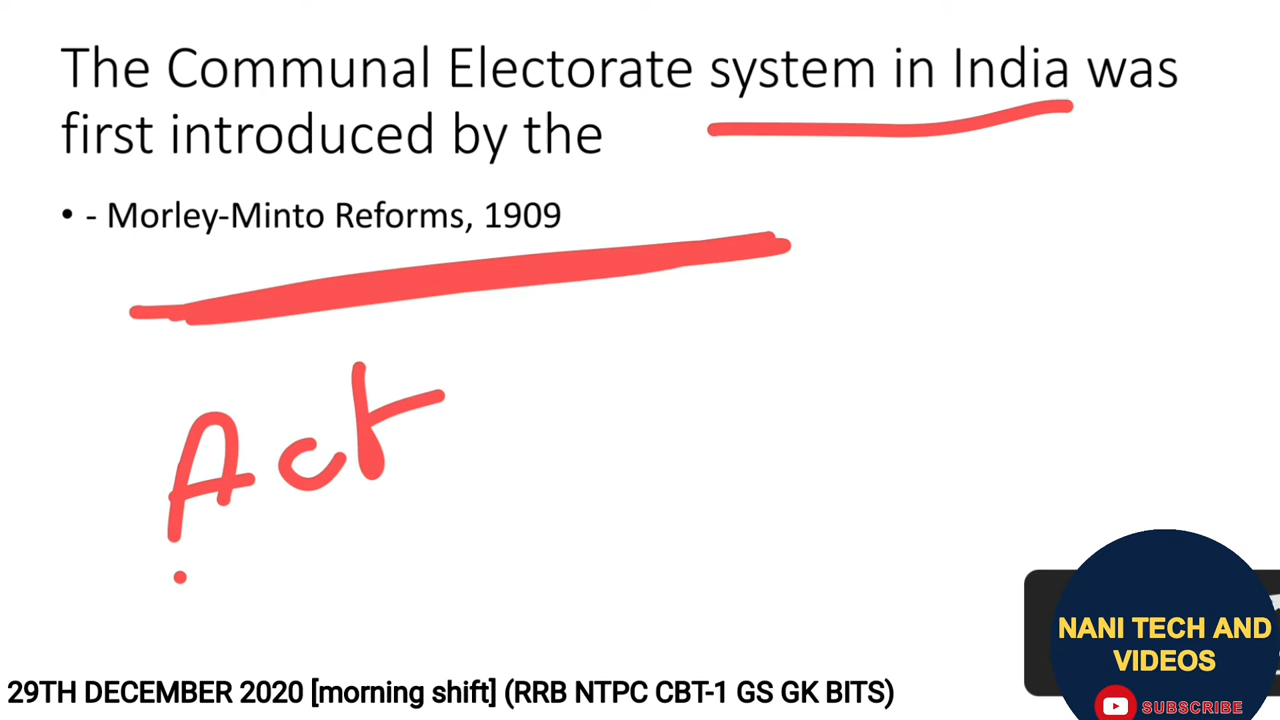 The Communal Electorate system in India was
first introduced by the
• - Morley-Minto Reforms, 1909
Act
NANI TECH AND
VIDEOS
SUBSCRIBE
29TH DECEMBER 2020 [morning shift] (RRB NTPC CBT-1 GS GK BITS)